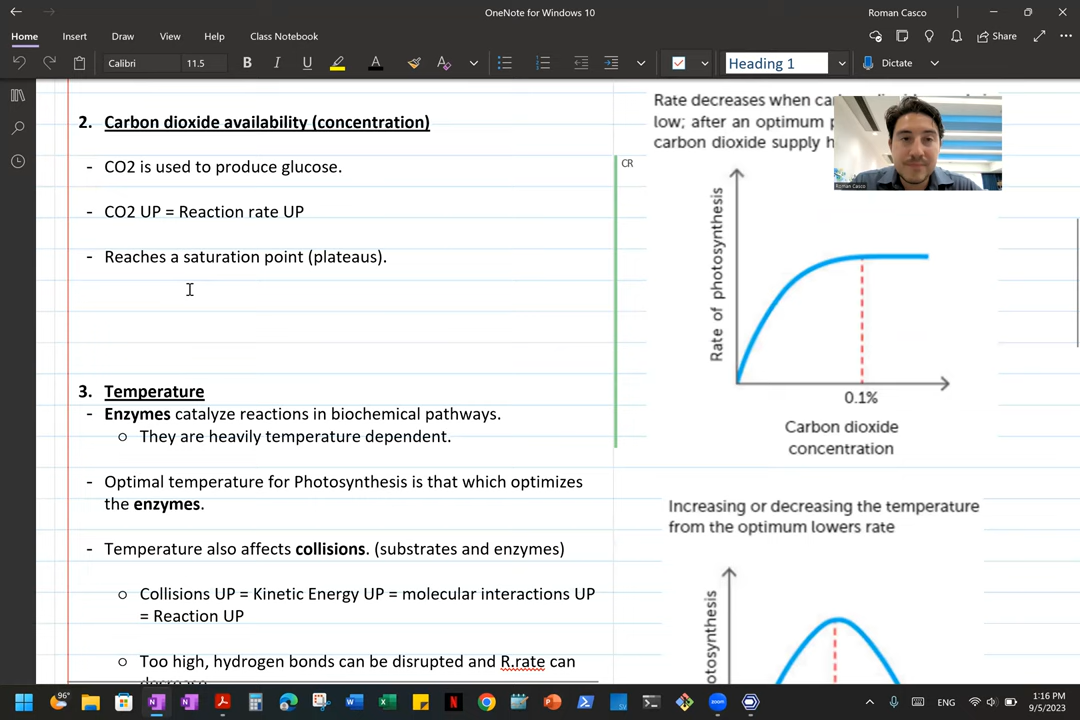 OneNote for Windows 10
Roman Casco
Home Insert Draw View Help Class Notebook
Share
Calibri 11.5 B I U A Heading 1 Dictate
2. Carbon dioxide availability (concentration)
- CO2 is used to produce glucose.
- CO2 UP = Reaction rate UP
- Reaches a saturation point (plateaus).
3. Temperature
- Enzymes catalyze reactions in biochemical pathways.
o They are heavily temperature dependent.
- Optimal temperature for Photosynthesis is that which optimizes
the enzymes.
- Temperature also affects collisions. (substrates and enzymes)
o Collisions UP = Kinetic Energy UP = molecular interactions UP
= Reaction UP
o Too high, hydrogen bonds can be disrupted and R.rate can
decrease
CR
Rate decreases when
low; after an optimum
carbon dioxide supply
Roman Casco
Rate of photosynthesis
0.1%
Carbon dioxide
concentration
Increasing or decreasing the temperature
from the optimum lowers rate
otosynthesis
96°
ENG
1:16 PM
9/5/2023